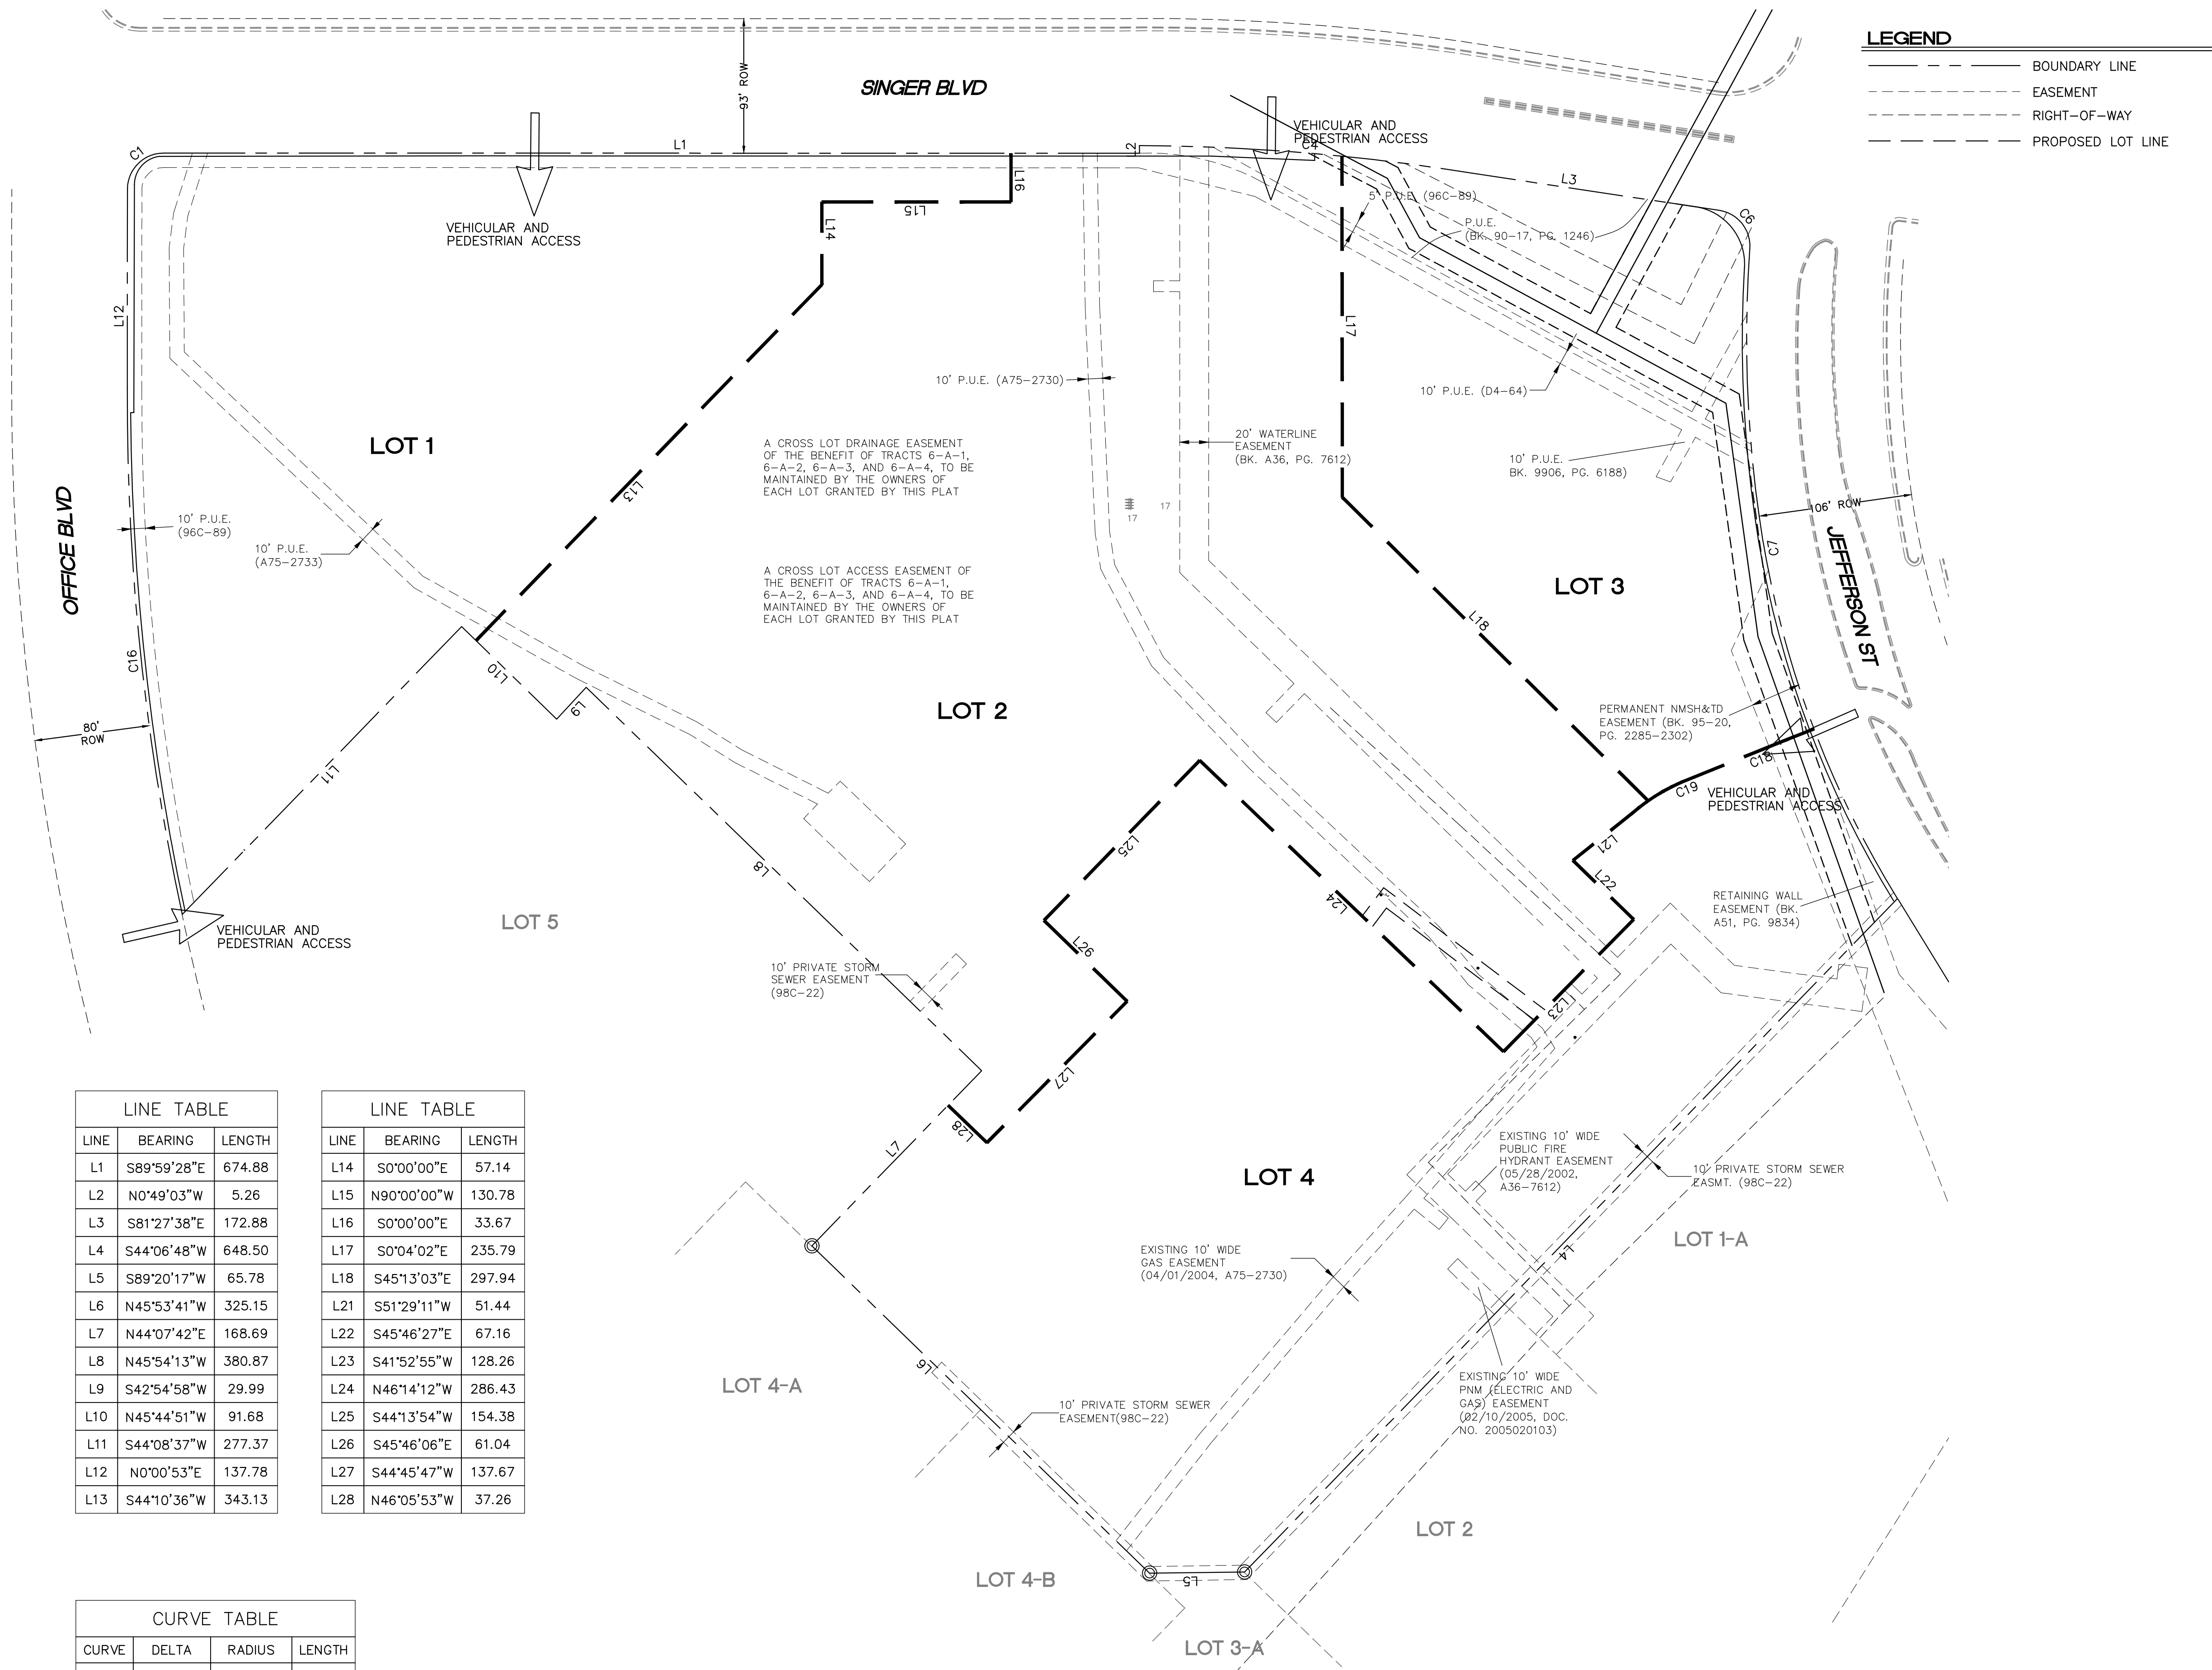 LEGEND
BOUNDARY LINE
EASEMENT
RIGHT-OF-WAY
PROPOSED LOT LINE
93' ROW
SINGER BLVD
VEHICULAR AND
PEDESTRIAN ACCESS
C1
L1
L2
C4
L3
C6
L16
L15
L14
VEHICULAR AND
PEDESTRIAN ACCESS
5' P.U.E. (96C-89)
P.U.E.
(BK. 90-17, PG. 1246)
L12
L17
10' P.U.E. (A75-2730)
10' P.U.E. (D4-64)
LOT 1
A CROSS LOT DRAINAGE EASEMENT
OF THE BENEFIT OF TRACTS 6-A-1,
6-A-2, 6-A-3, AND 6-A-4, TO BE
MAINTAINED BY THE OWNERS OF
EACH LOT GRANTED BY THIS PLAT
20' WATERLINE
EASEMENT
(BK. A36, PG. 7612)
10' P.U.E.
BK. 9906, PG. 6188)
L13
17
17
106' ROW
OFFICE BLVD
10' P.U.E.
(96C-89)
10' P.U.E.
(A75-2733)
C7
JEFFERSON ST
A CROSS LOT ACCESS EASEMENT OF
THE BENEFIT OF TRACTS 6-A-1,
6-A-2, 6-A-3, AND 6-A-4, TO BE
MAINTAINED BY THE OWNERS OF
EACH LOT GRANTED BY THIS PLAT
LOT 3
L18
C16
L10
L9
LOT 2
80'
ROW
L11
PERMANENT NMSH&TD
EASEMENT (BK. 95-20,
PG. 2285-2302)
C18
C19
VEHICULAR AND
PEDESTRIAN ACCESS
L25
L21
L8
L22
L24
RETAINING WALL
EASEMENT (BK.
A51, PG. 9834)
LOT 5
VEHICULAR AND
PEDESTRIAN ACCESS
L26
10' PRIVATE STORM
SEWER EASEMENT
(98C-22)
L23
L27
L28
L7
LOT 4
EXISTING 10' WIDE
PUBLIC FIRE
HYDRANT EASEMENT
(05/28/2002,
A36-7612)
10' PRIVATE STORM SEWER
EASMT. (98C-22)
LOT 1-A
L4
EXISTING 10' WIDE
GAS EASEMENT
(04/01/2004, A75-2730)
L6
LOT 4-A
10' PRIVATE STORM SEWER
EASEMENT(98C-22)
EXISTING 10' WIDE
PNM (ELECTRIC AND
GAS) EASEMENT
(02/10/2005, DOC.
NO. 2005020103)
LOT 2
LOT 4-B
L5
LOT 3-A
LINE TABLE
LINE BEARING LENGTH
L1 S89°59'28"E 674.88
L2 N0°49'03"W 5.26
L3 S81°27'38"E 172.88
L4 S44°06'48"W 648.50
L5 S89°20'17"W 65.78
L6 N45°53'41"W 325.15
L7 N44°07'42"E 168.69
L8 N45°54'13"W 380.87
L9 S42°54'58"W 29.99
L10 N45°44'51"W 91.68
L11 S44°08'37"W 277.37
L12 N0°00'53"E 137.78
L13 S44°10'36"W 343.13
LINE TABLE
LINE BEARING LENGTH
L14 S0°00'00"E 57.14
L15 N90°00'00"W 130.78
L16 S0°00'00"E 33.67
L17 S0°04'02"E 235.79
L18 S45°13'03"E 297.94
L21 S51°29'11"W 51.44
L22 S45°46'27"E 67.16
L23 S41°52'55"W 128.26
L24 N46°14'12"W 286.43
L25 S44°13'54"W 154.38
L26 S45°46'06"E 61.04
L27 S44°45'47"W 137.67
L28 N46°05'53"W 37.26
CURVE TABLE
CURVE DELTA RADIUS LENGTH